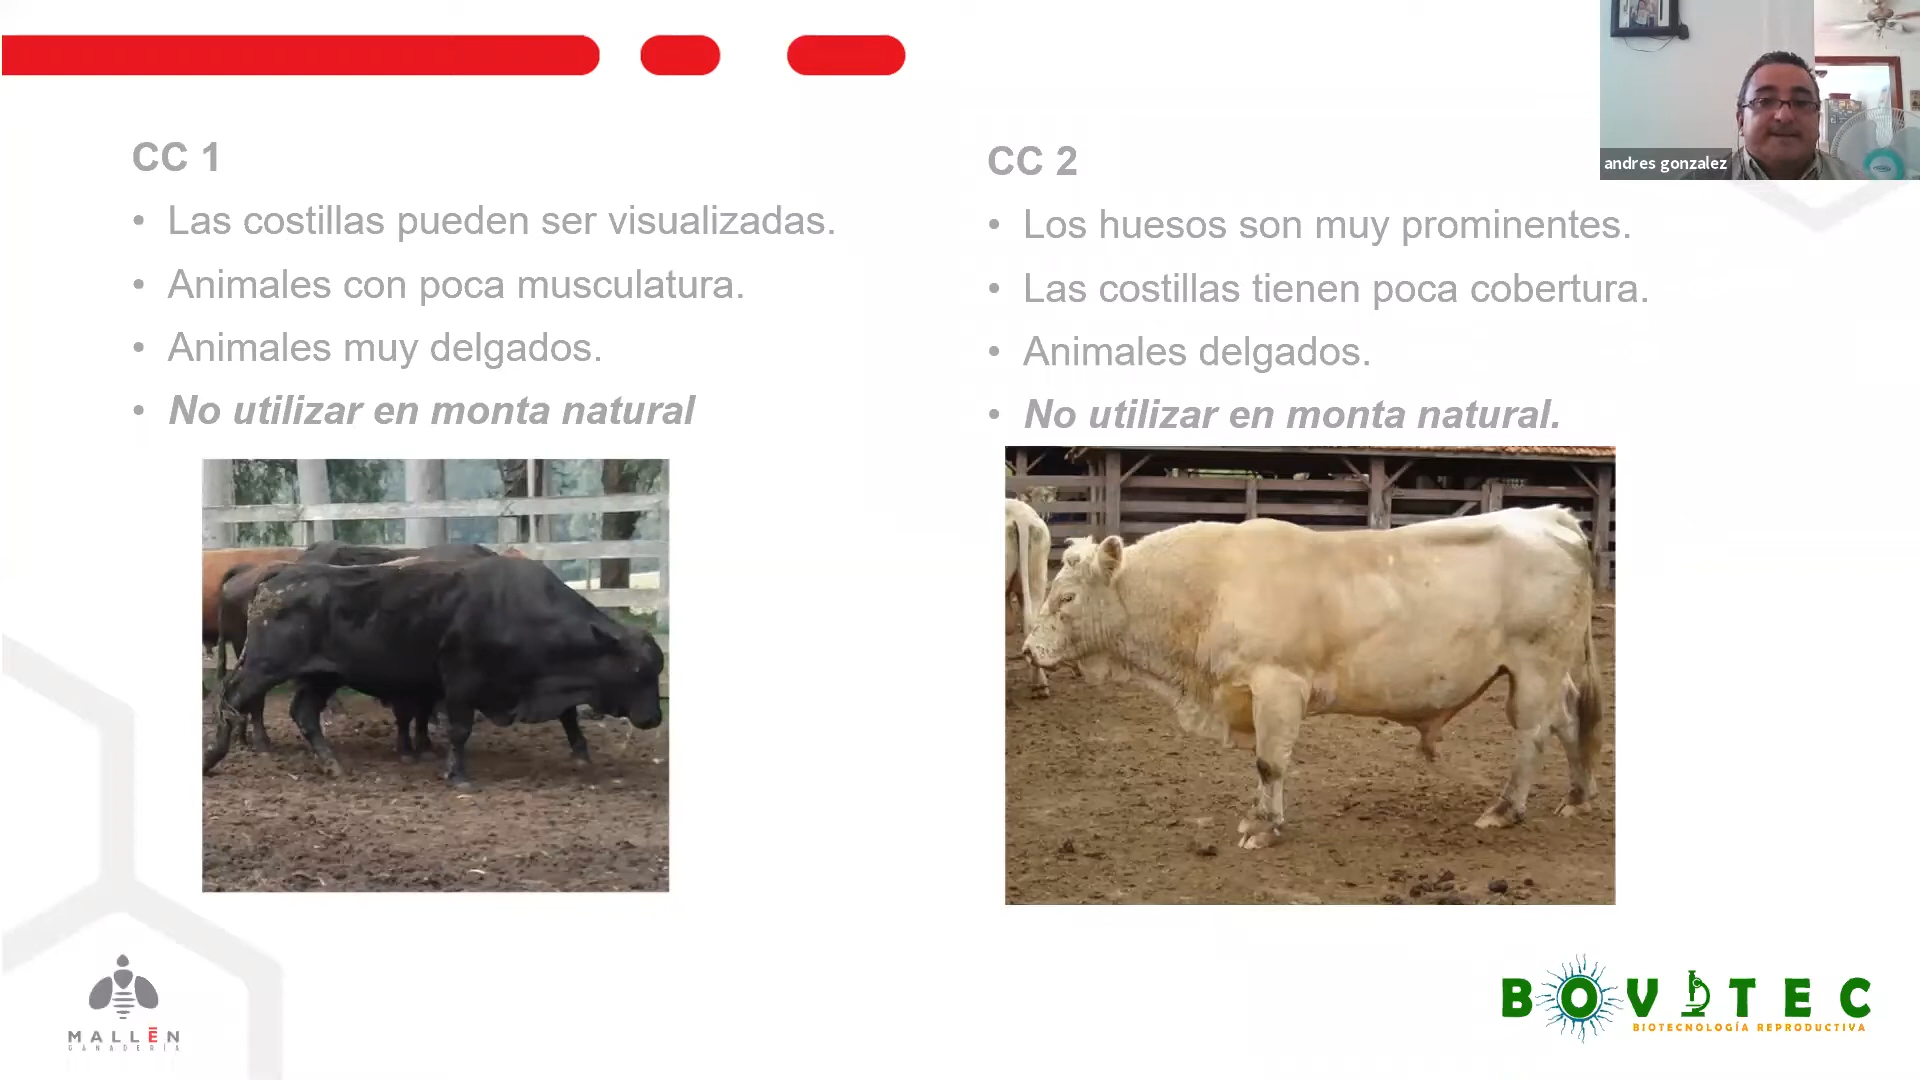 CC 1
• Las costillas pueden ser visualizadas.
• Animales con poca musculatura.
• Animales muy delgados.
• No utilizar en monta natural
CC 2
• Los huesos son muy prominentes.
• Las costillas tienen poca cobertura.
• Animales delgados.
• No utilizar en monta natural.
andres gonzalez
MALLĒN
GANADERÍA
BOVITEC
BIOTECNOLOGÍA REPRODUCTIVA